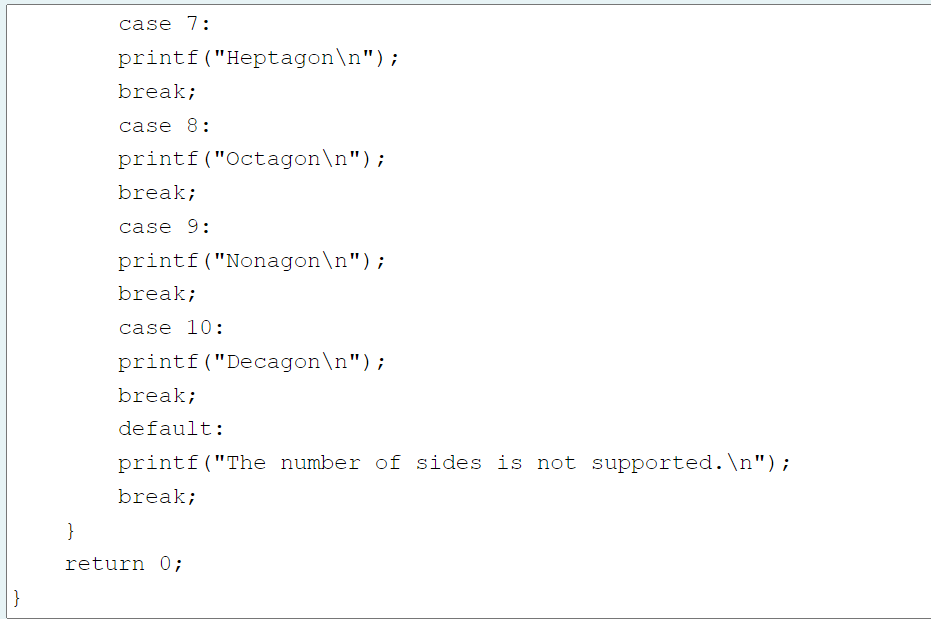 case 7:
printf("Heptagon\n");
break;
case 8:
printf("Octagon\n");
break;
case 9:
printf("Nonagon\n");
break;
case 10:
printf("Decagon\n");
break;
default:
printf("The number of sides is not supported.\n");
break;
}
return 0;
}